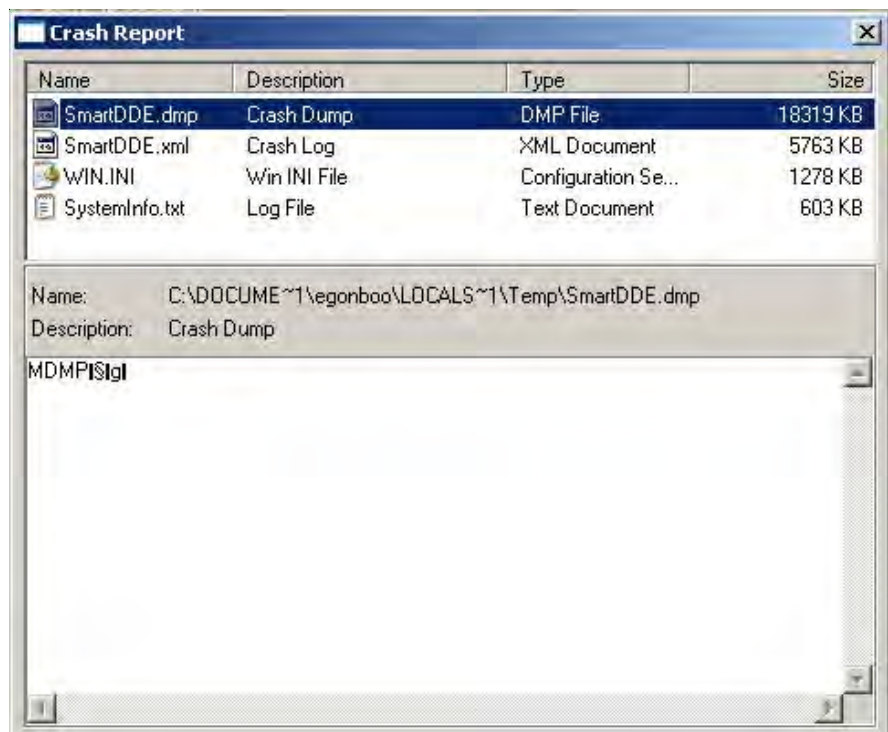 Crash Report
Name Description Type Size
SmartDDE.dmp Crash Dump DMP File 18319 KB
SmartDDE.xml Crash Log XML Document 5763 KB
WIN.INI Win INI File Configuration Se... 1278 KB
SystemInfo.txt Log File Text Document 603 KB
Name: C:\DOCUME~1\egonboo\LOCALS~1\Temp\SmartDDE.dmp
Description: Crash Dump